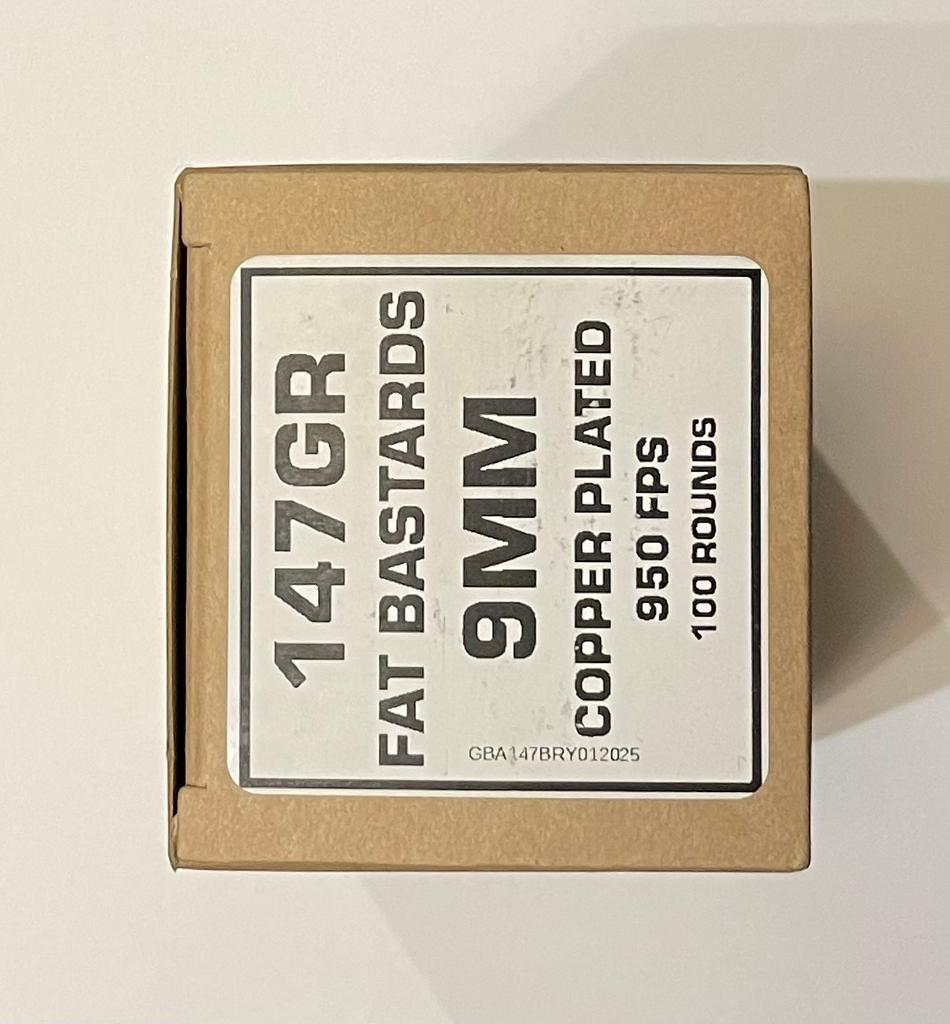 147GR
FAT BASTARDS
9MM
COPPER PLATED
950 FPS
100 ROUNDS
GBA147BRY012025